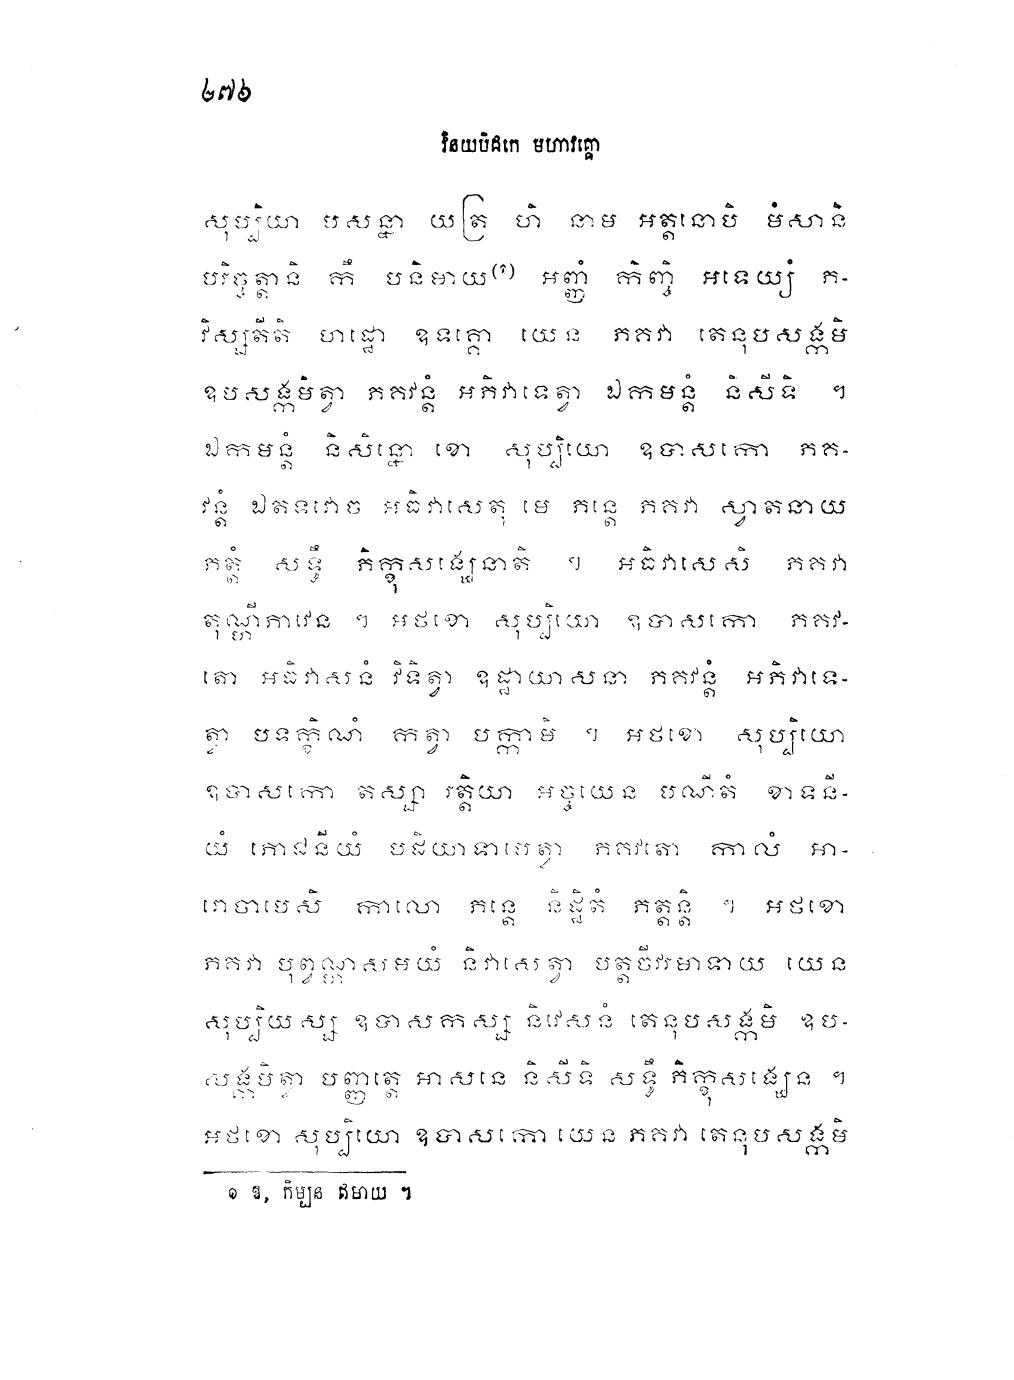 ២៧៦
វិនយបិដកេ មហាវគ្គោ
សុប្បិយា បសន្នា យត្រ ហិ នាម អត្តនោបិ មំសានិ
បរិច្ចត្តានិ កឹ បនិមាយ(១) អញ្ញំ កិញ្ចិ អទេយ្យំ ភ-
វិស្សតីតិ ហដ្ឋោ ឧទគ្គោ យេន ភគវា តេនុបសង្កមិ
ឧបសង្កមិត្វា ភគវន្តំ អភិវាទេត្វា ឯកមន្តំ និសីទិ ។
ឯកមន្តំ និសិន្នោ ខោ សុប្បិយោ ឧបាសកោ ភគ-
វន្តំ ឯតទវោច អធិវាសេតុ មេ ភន្តេ ភគវា ស្វាតនាយ
ភត្តំ សទ្ធឹ ភិក្ខុសង្ឃេនាតិ ។ អធិវាសេសិ ភគវា
តុណ្ហីភាវេន ។ អថខោ សុប្បិយោ ឧបាសកោ ភគវ-
តោ អធិវាសនំ វិទិត្វា ឧដ្ឋាយាសនា ភគវន្តំ អភិវាទេ-
ត្វា បទក្ខិណំ កត្វា បក្កាមិ ។ អថខោ សុប្បិយោ
ឧបាសកោ តស្សា រត្តិយា អច្ចយេន បណីតំ ខាទនី-
យំ ភោជនីយំ បដិយាទាបេត្វា ភគវតោ កាលំ អា-
រោចាបេសិ កាលោ ភន្តេ និដ្ឋិតំ ភត្តន្តិ ។ អថខោ
ភគវា បុព្វណ្ហសមយំ និវាសេត្វា បត្តចីវរមាទាយ យេន
សុប្បិយស្ស ឧបាសកស្ស និវេសនំ តេនុបសង្កមិ ឧប-
សង្កមិត្វា បញ្ញត្តេ អាសនេ និសីទិ សទ្ធឹ ភិក្ខុសង្ឃេន ។
អថខោ សុប្បិយោ ឧបាសកោ យេន ភគវា តេនុបសង្កមិ
១ ឱ, កិម្បន ឥមាយ ។